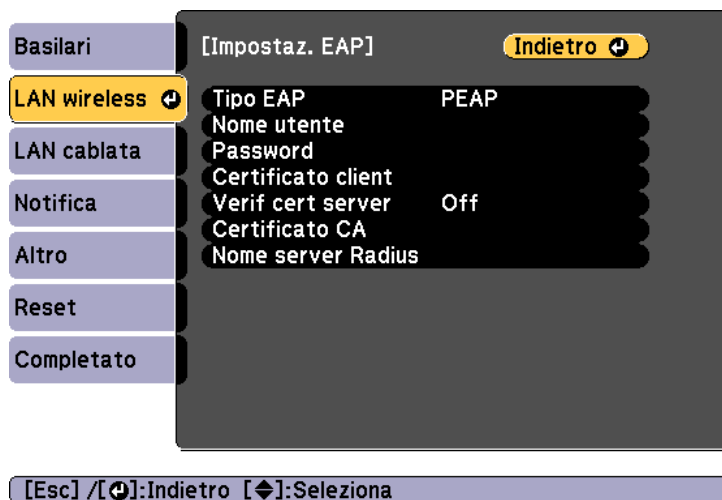 Basilari
LAN wireless
LAN cablata
Notifica
Altro
Reset
Completato
[Impostaz. EAP] Indietro
Tipo EAP PEAP
Nome utente
Password
Certificato client
Verif cert server Off
Certificato CA
Nome server Radius
[Esc] /[⏎]:Indietro [◆]:Seleziona